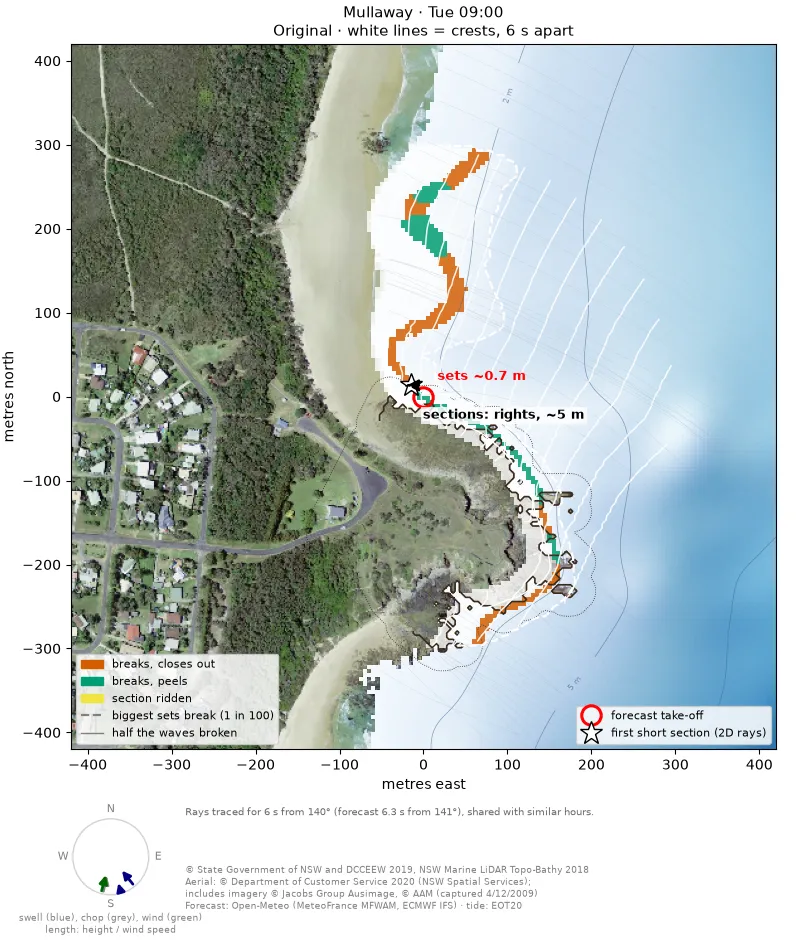 Mullaway · Tue 09:00
Original · white lines = crests, 6 s apart
metres north
400
300
200
100
0
−100
−200
−300
−400
2 m
sets ~0.7 m
sections: rights, ~5 m
5 m
breaks, closes out
breaks, peels
section ridden
biggest sets break (1 in 100)
half the waves broken
forecast take-off
first short section (2D rays)
−400 −300 −200 −100 0 100 200 300 400
metres east
N
W E
S
swell (blue), chop (grey), wind (green)
length: height / wind speed
Rays traced for 6 s from 140° (forecast 6.3 s from 141°), shared with similar hours.
© State Government of NSW and DCCEEW 2019, NSW Marine LiDAR Topo-Bathy 2018
Aerial: © Department of Customer Service 2020 (NSW Spatial Services);
includes imagery © Jacobs Group Ausimage, © AAM (captured 4/12/2009)
Forecast: Open-Meteo (MeteoFrance MFWAM, ECMWF IFS) · tide: EOT20